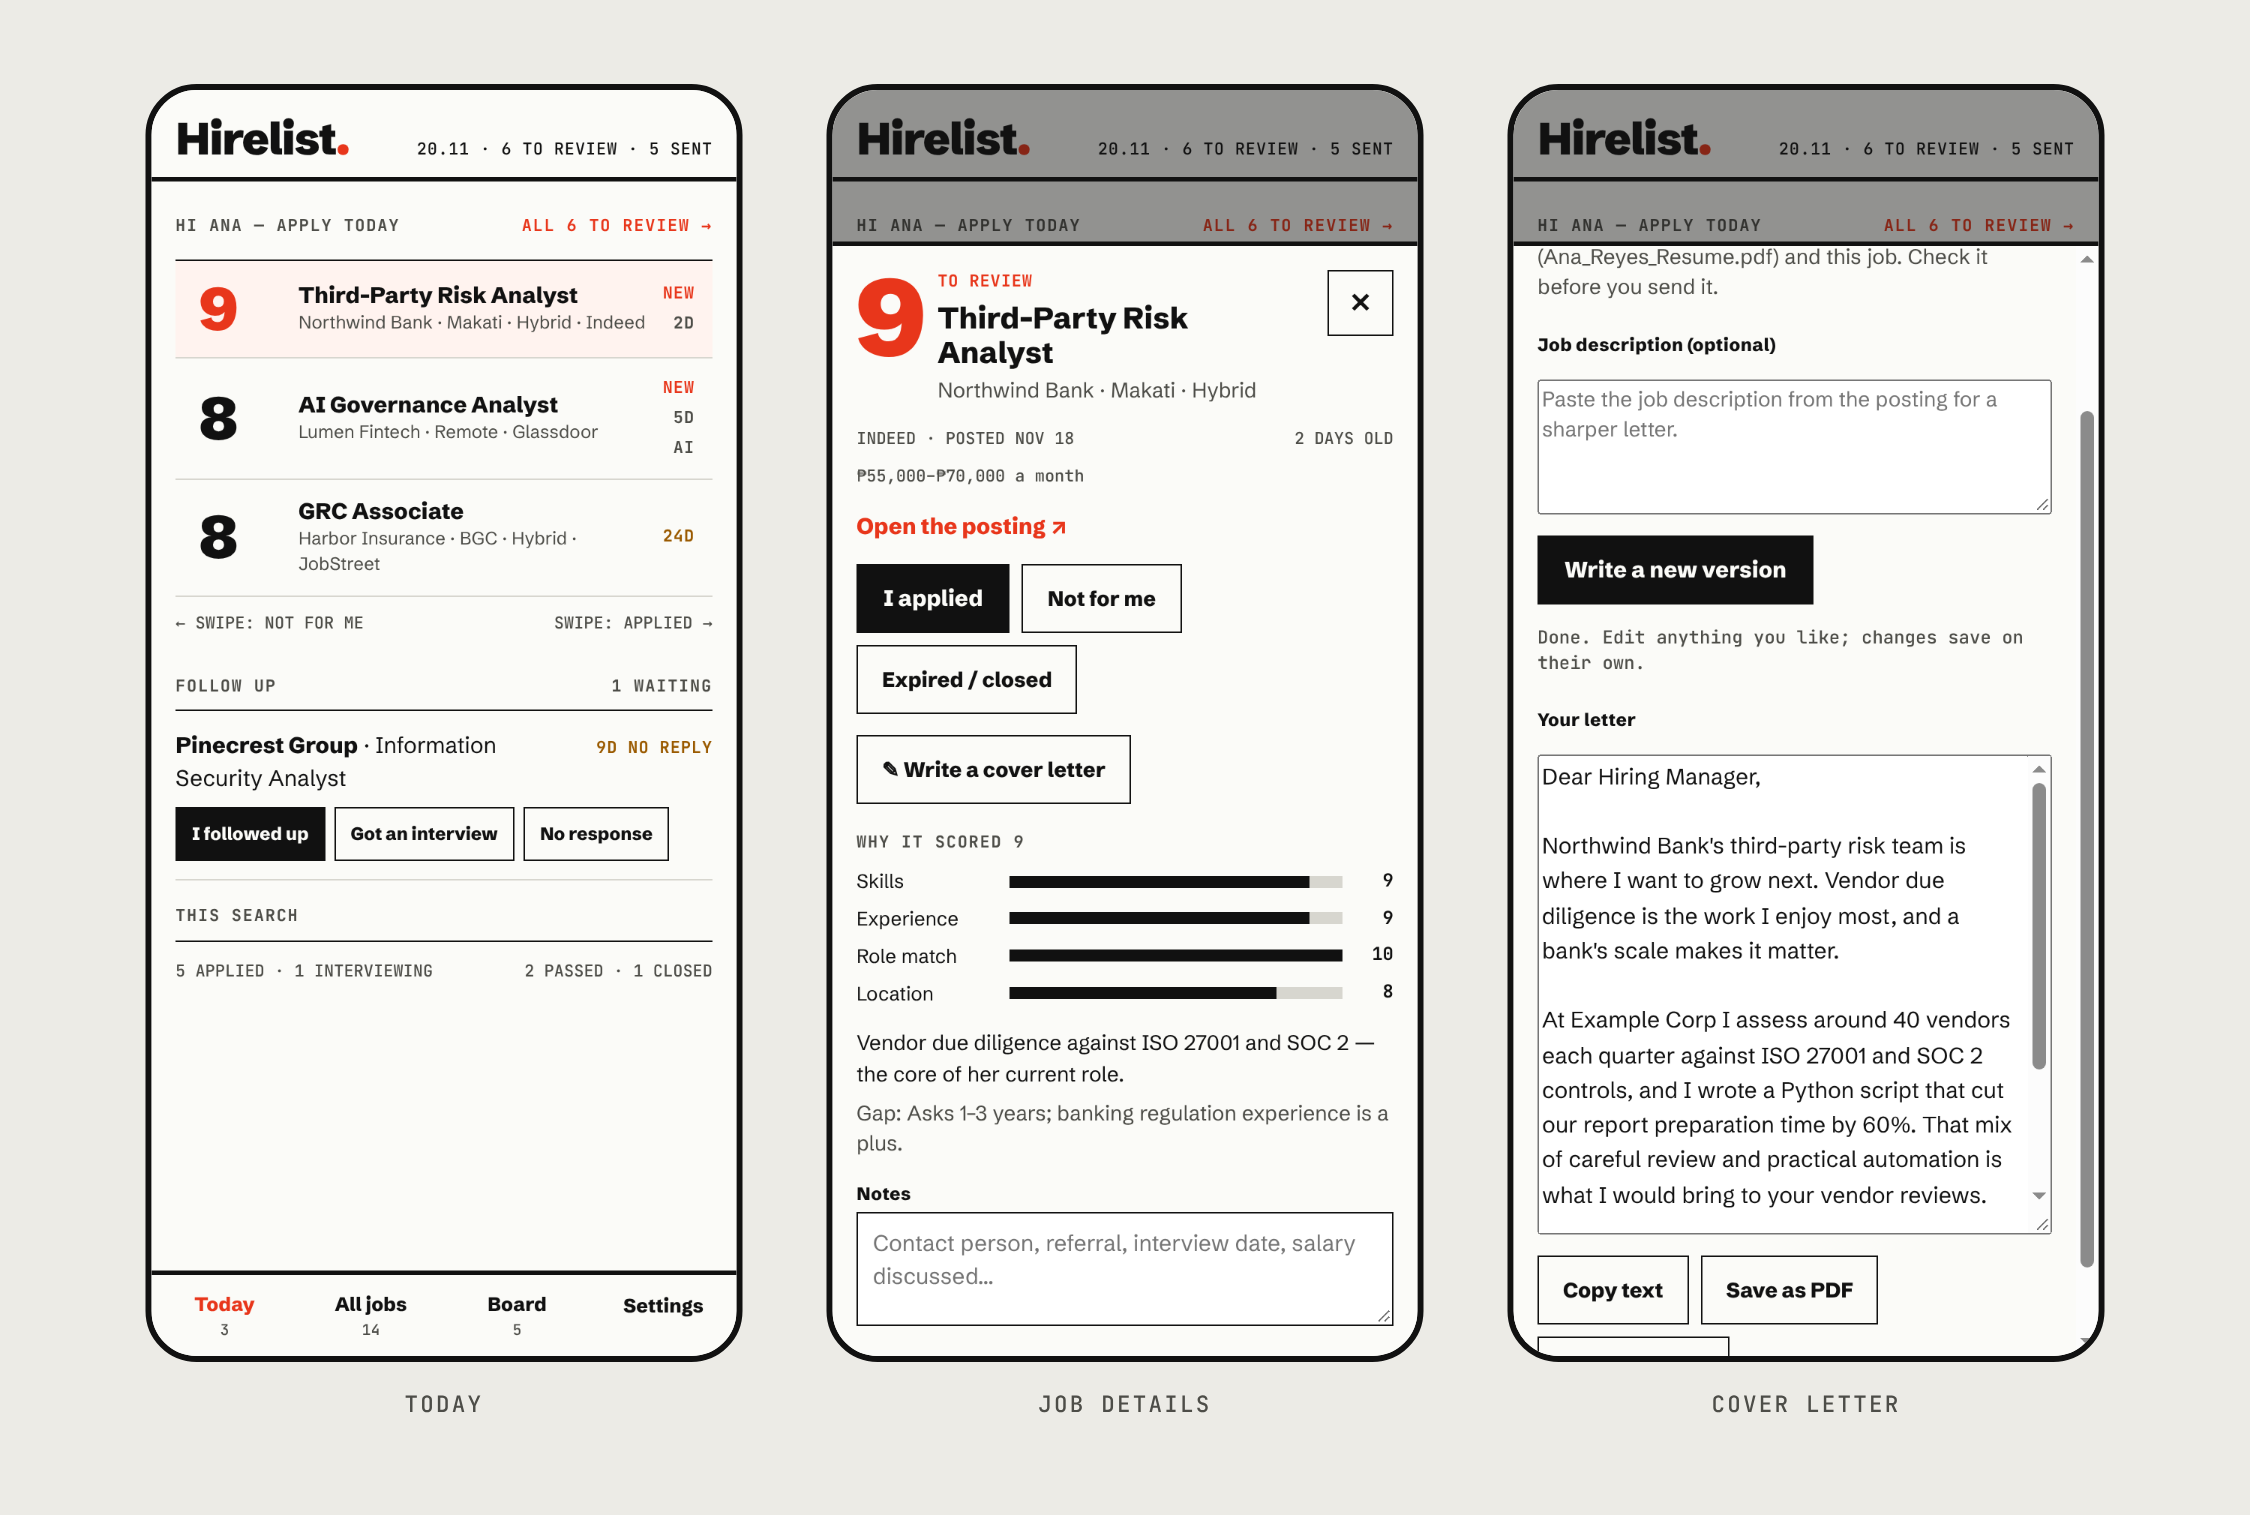 Hirelist.
20.11 · 6 TO REVIEW · 5 SENT
HI ANA — APPLY TODAY
ALL 6 TO REVIEW →
9
Third-Party Risk Analyst
Northwind Bank · Makati · Hybrid · Indeed
NEW
2D
8
AI Governance Analyst
Lumen Fintech · Remote · Glassdoor
NEW
5D
AI
8
GRC Associate
Harbor Insurance · BGC · Hybrid ·
JobStreet
24D
← SWIPE: NOT FOR ME
SWIPE: APPLIED →
FOLLOW UP
1 WAITING
Pinecrest Group · Information
Security Analyst
9D NO REPLY
I followed up
Got an interview
No response
THIS SEARCH
5 APPLIED · 1 INTERVIEWING
2 PASSED · 1 CLOSED
Today
3
All jobs
14
Board
5
Settings
TODAY
Hirelist.
20.11 · 6 TO REVIEW · 5 SENT
HI ANA — APPLY TODAY
ALL 6 TO REVIEW →
9
TO REVIEW
Third-Party Risk
Analyst
Northwind Bank · Makati · Hybrid
✕
INDEED · POSTED NOV 18
2 DAYS OLD
₱55,000–₱70,000 a month
Open the posting ↗
I applied
Not for me
Expired / closed
✎ Write a cover letter
WHY IT SCORED 9
Skills 9
Experience 9
Role match 10
Location 8
Vendor due diligence against ISO 27001 and SOC 2 —
the core of her current role.
Gap: Asks 1–3 years; banking regulation experience is a
plus.
Notes
Contact person, referral, interview date, salary
discussed…
JOB DETAILS
Hirelist.
20.11 · 6 TO REVIEW · 5 SENT
HI ANA — APPLY TODAY
ALL 6 TO REVIEW →
(Ana_Reyes_Resume.pdf) and this job. Check it
before you send it.
Job description (optional)
Paste the job description from the posting for a
sharper letter.
Write a new version
Done. Edit anything you like; changes save on
their own.
Your letter
Dear Hiring Manager,
Northwind Bank's third-party risk team is
where I want to grow next. Vendor due
diligence is the work I enjoy most, and a
bank's scale makes it matter.
At Example Corp I assess around 40 vendors
each quarter against ISO 27001 and SOC 2
controls, and I wrote a Python script that cut
our report preparation time by 60%. That mix
of careful review and practical automation is
what I would bring to your vendor reviews.
Copy text
Save as PDF
COVER LETTER